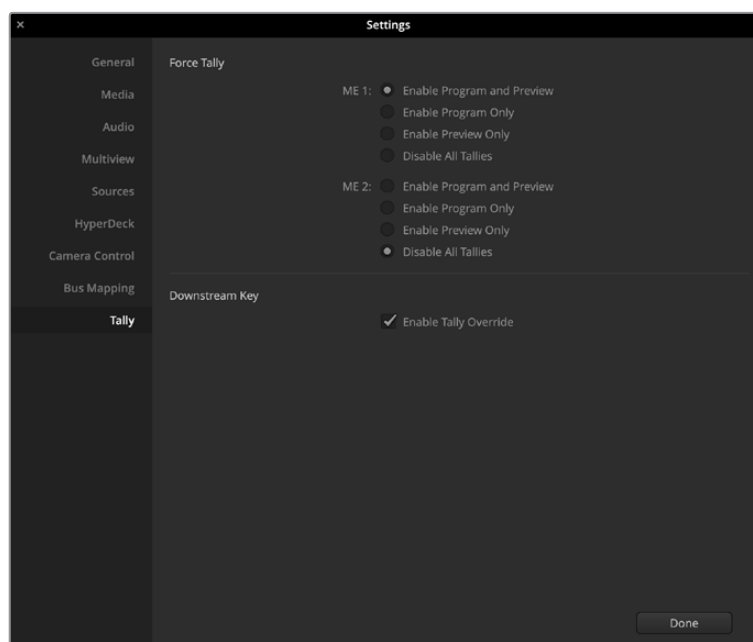 Settings
General
Media
Audio
Multiview
Sources
HyperDeck
Camera Control
Bus Mapping
Tally
Force Tally
ME 1: Enable Program and Preview
Enable Program Only
Enable Preview Only
Disable All Tallies
ME 2: Enable Program and Preview
Enable Program Only
Enable Preview Only
Disable All Tallies
Downstream Key
Enable Tally Override
Done